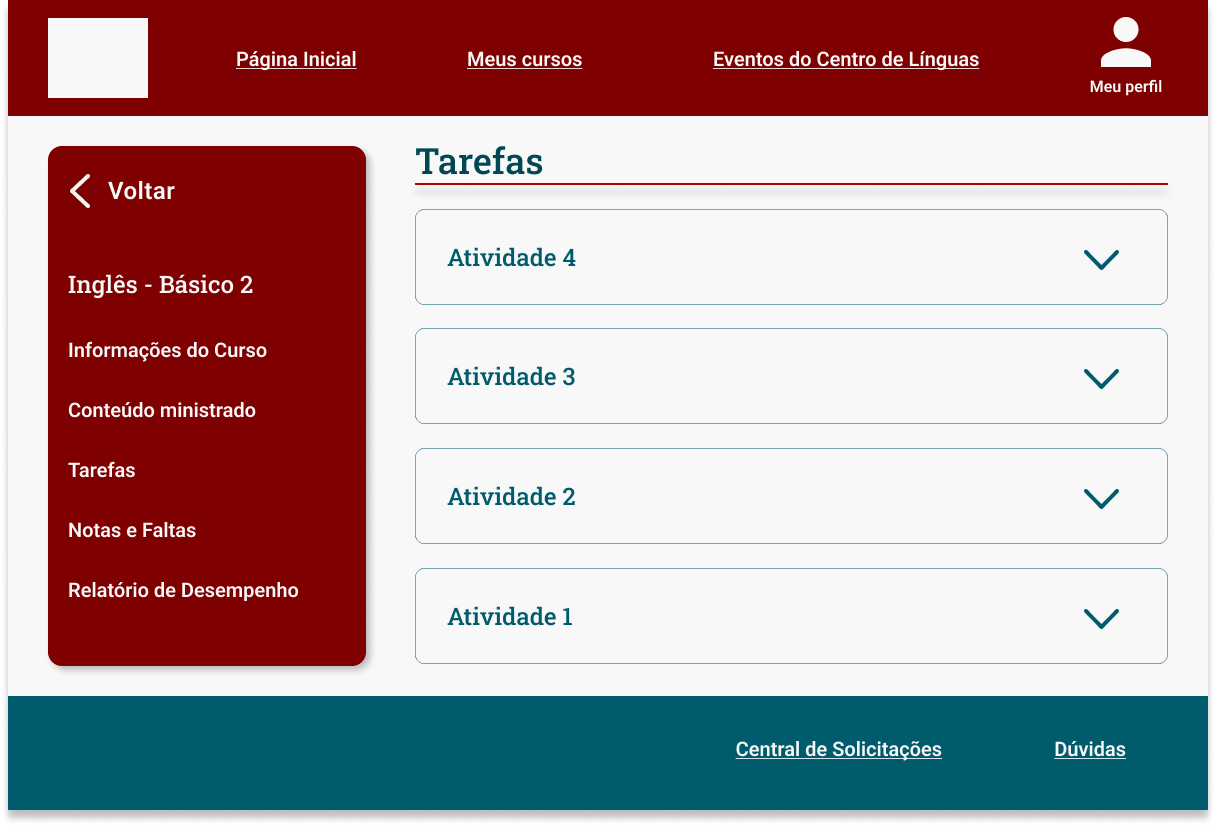 Página Inicial
Meus cursos
Eventos do Centro de Línguas
Meu perfil
Voltar
Inglês - Básico 2
Informações do Curso
Conteúdo ministrado
Tarefas
Notas e Faltas
Relatório de Desempenho
Tarefas
Atividade 4
Atividade 3
Atividade 2
Atividade 1
Central de Solicitações
Dúvidas